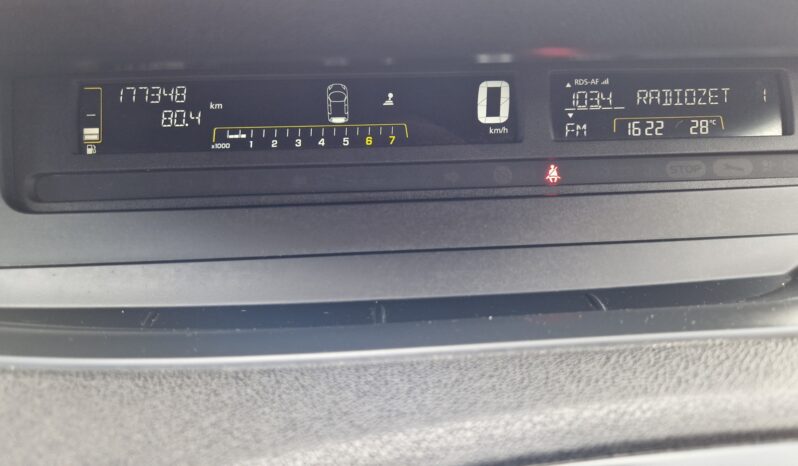 177348 km
80.4
x1000 1 2 3 4 5 6 7
0
km/h
RDS-AF
103.4 RADIOZET 1
FM 16:22 28°C
STOP